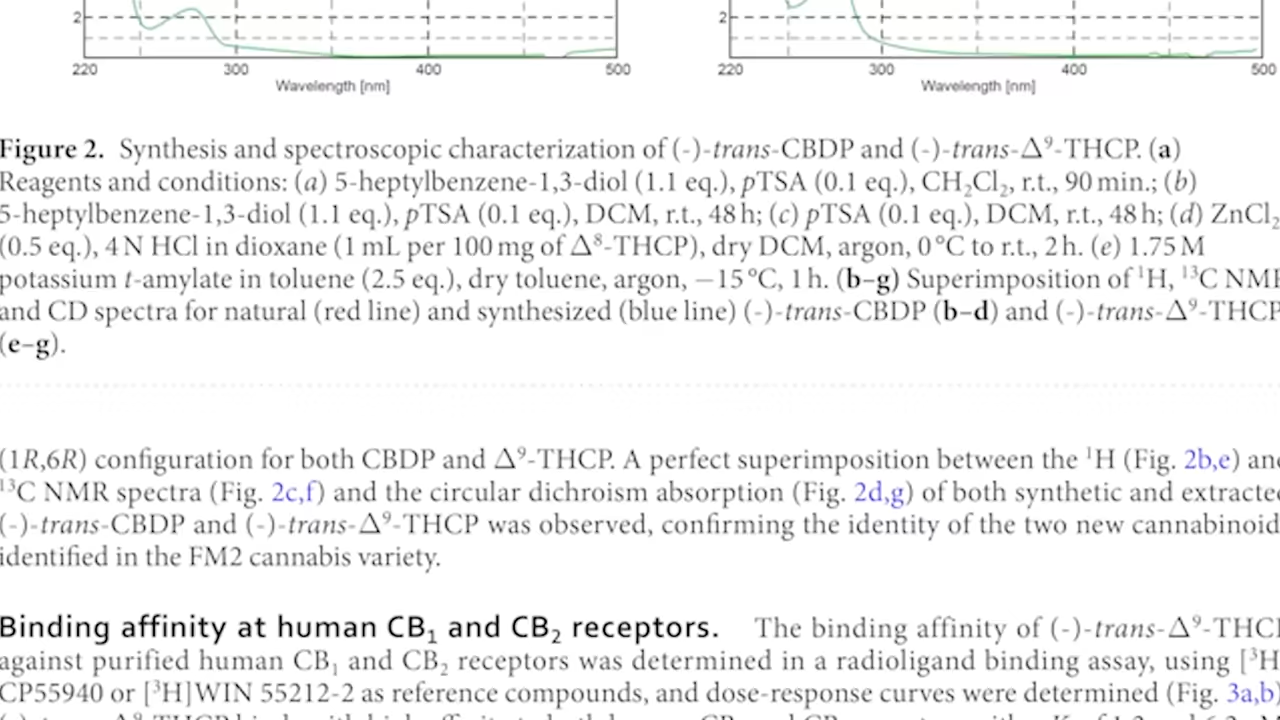 2 2
220 300 400 500 220 300 400 500
Wavelength [nm] Wavelength [nm]
Figure 2. Synthesis and spectroscopic characterization of (-)-trans-CBDP and (-)-trans-Δ⁹-THCP. (a)
Reagents and conditions: (a) 5-heptylbenzene-1,3-diol (1.1 eq.), pTSA (0.1 eq.), CH₂Cl₂, r.t., 90 min.; (b)
5-heptylbenzene-1,3-diol (1.1 eq.), pTSA (0.1 eq.), DCM, r.t., 48 h; (c) pTSA (0.1 eq.), DCM, r.t., 48 h; (d) ZnCl₂
(0.5 eq.), 4 N HCl in dioxane (1 mL per 100 mg of Δ⁸-THCP), dry DCM, argon, 0 °C to r.t., 2 h. (e) 1.75 M
potassium t-amylate in toluene (2.5 eq.), dry toluene, argon, −15 °C, 1 h. (b–g) Superimposition of ¹H, ¹³C NMR
and CD spectra for natural (red line) and synthesized (blue line) (-)-trans-CBDP (b–d) and (-)-trans-Δ⁹-THCP
(e–g).
(1R,6R) configuration for both CBDP and Δ⁹-THCP. A perfect superimposition between the ¹H (Fig. 2b,e) and
¹³C NMR spectra (Fig. 2c,f) and the circular dichroism absorption (Fig. 2d,g) of both synthetic and extracted
(-)-trans-CBDP and (-)-trans-Δ⁹-THCP was observed, confirming the identity of the two new cannabinoid
identified in the FM2 cannabis variety.
Binding affinity at human CB₁ and CB₂ receptors. The binding affinity of (-)-trans-Δ⁹-THCP
against purified human CB₁ and CB₂ receptors was determined in a radioligand binding assay, using [³H
CP55940 or [³H]WIN 55212-2 as reference compounds, and dose-response curves were determined (Fig. 3a,b)